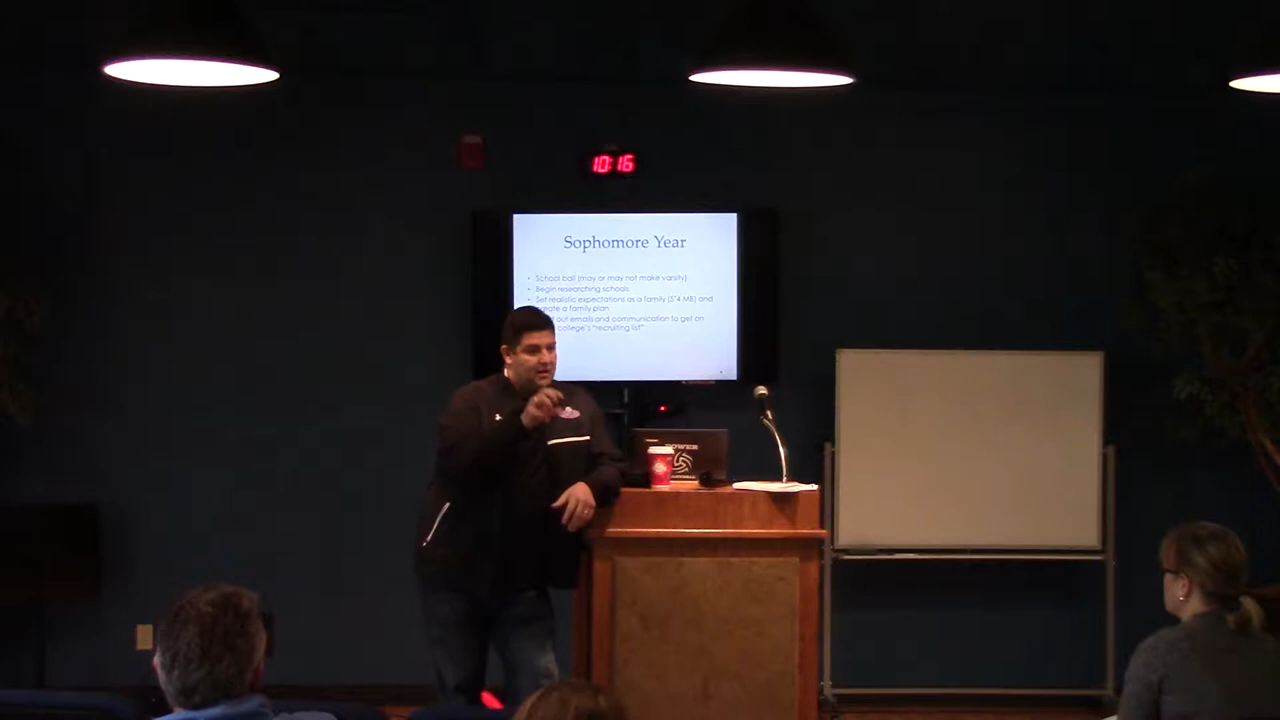 10:16
Sophomore Year
• School ball (may or may not make varsity)
• Begin researching schools
• Set realistic expectations as a family (5'4 MB) and
create a family plan
out emails and communication to get on
college's "recruiting list"
POWER